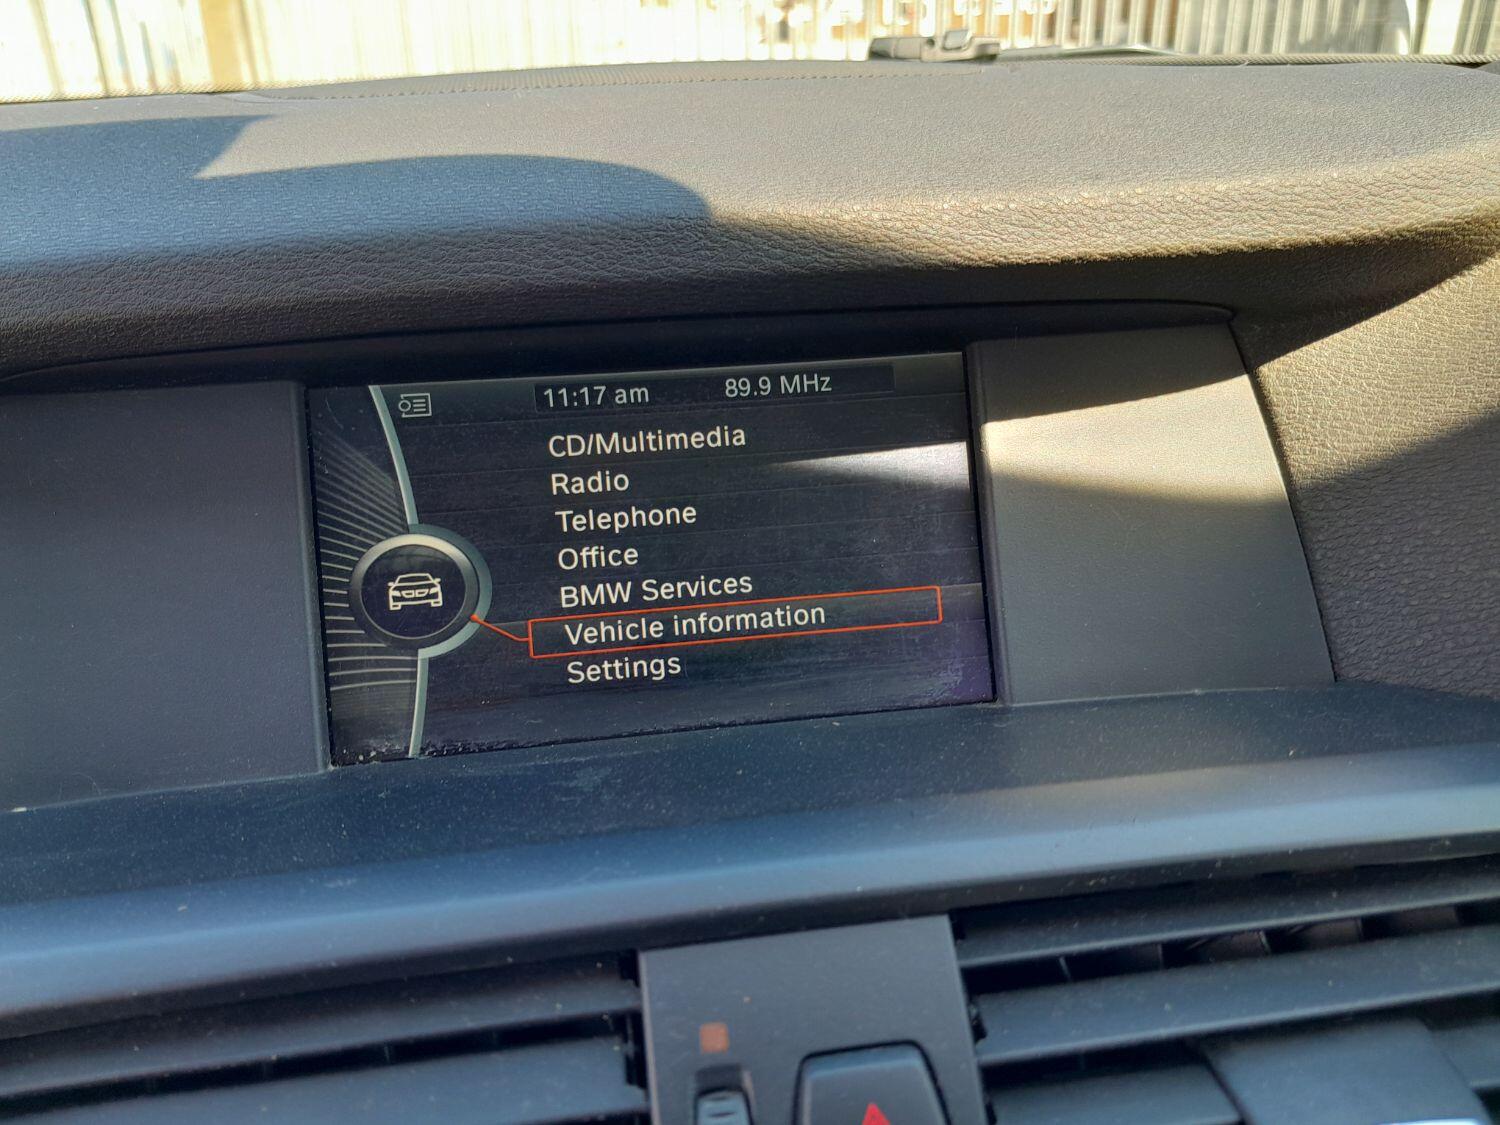 11:17 am 89.9 MHz
CD/Multimedia
Radio
Telephone
Office
BMW Services
Vehicle information
Settings